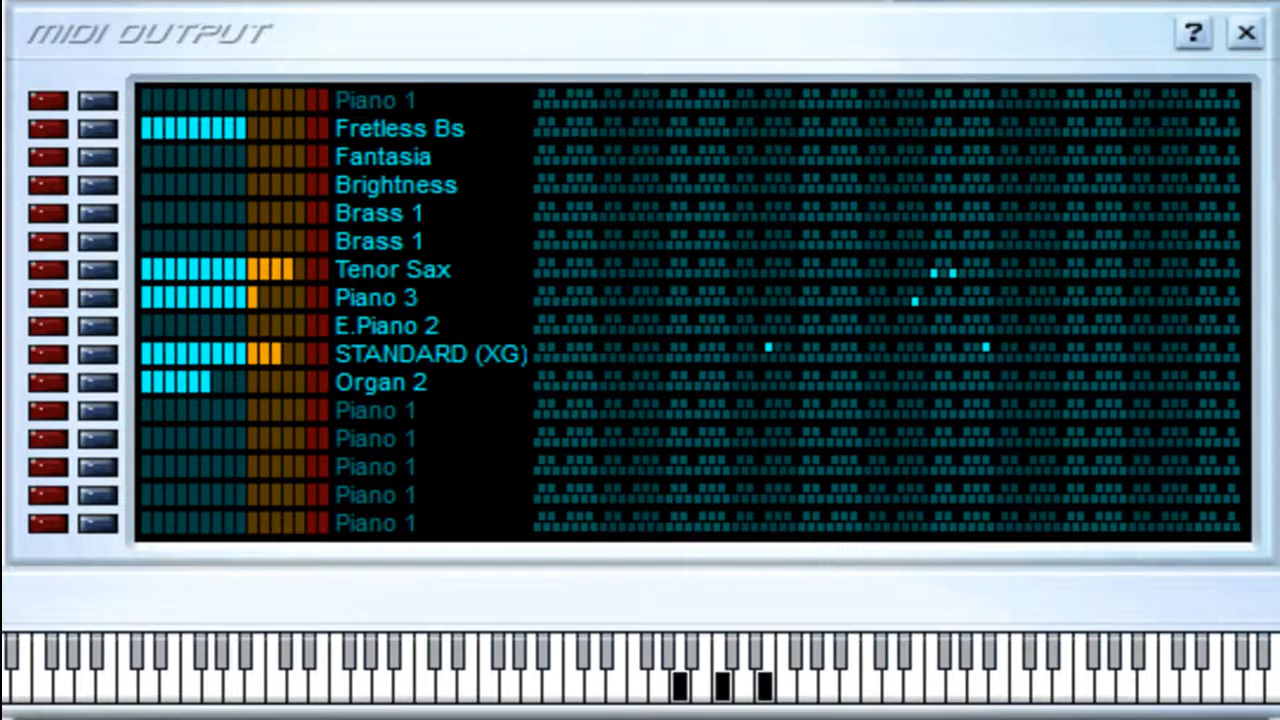 MIDI OUTPUT
? ×
Piano 1
Fretless Bs
Fantasia
Brightness
Brass 1
Brass 1
Tenor Sax
Piano 3
E.Piano 2
STANDARD (XG)
Organ 2
Piano 1
Piano 1
Piano 1
Piano 1
Piano 1